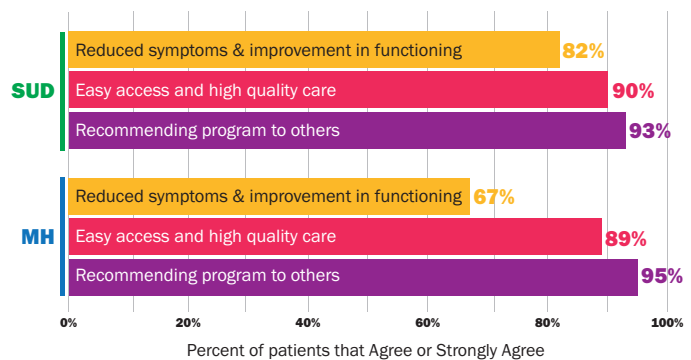 SUD
Reduced symptoms & improvement in functioning 82%
Easy access and high quality care 90%
Recommending program to others 93%
MH
Reduced symptoms & improvement in functioning 67%
Easy access and high quality care 89%
Recommending program to others 95%
0% 20% 40% 60% 80% 100%
Percent of patients that Agree or Strongly Agree